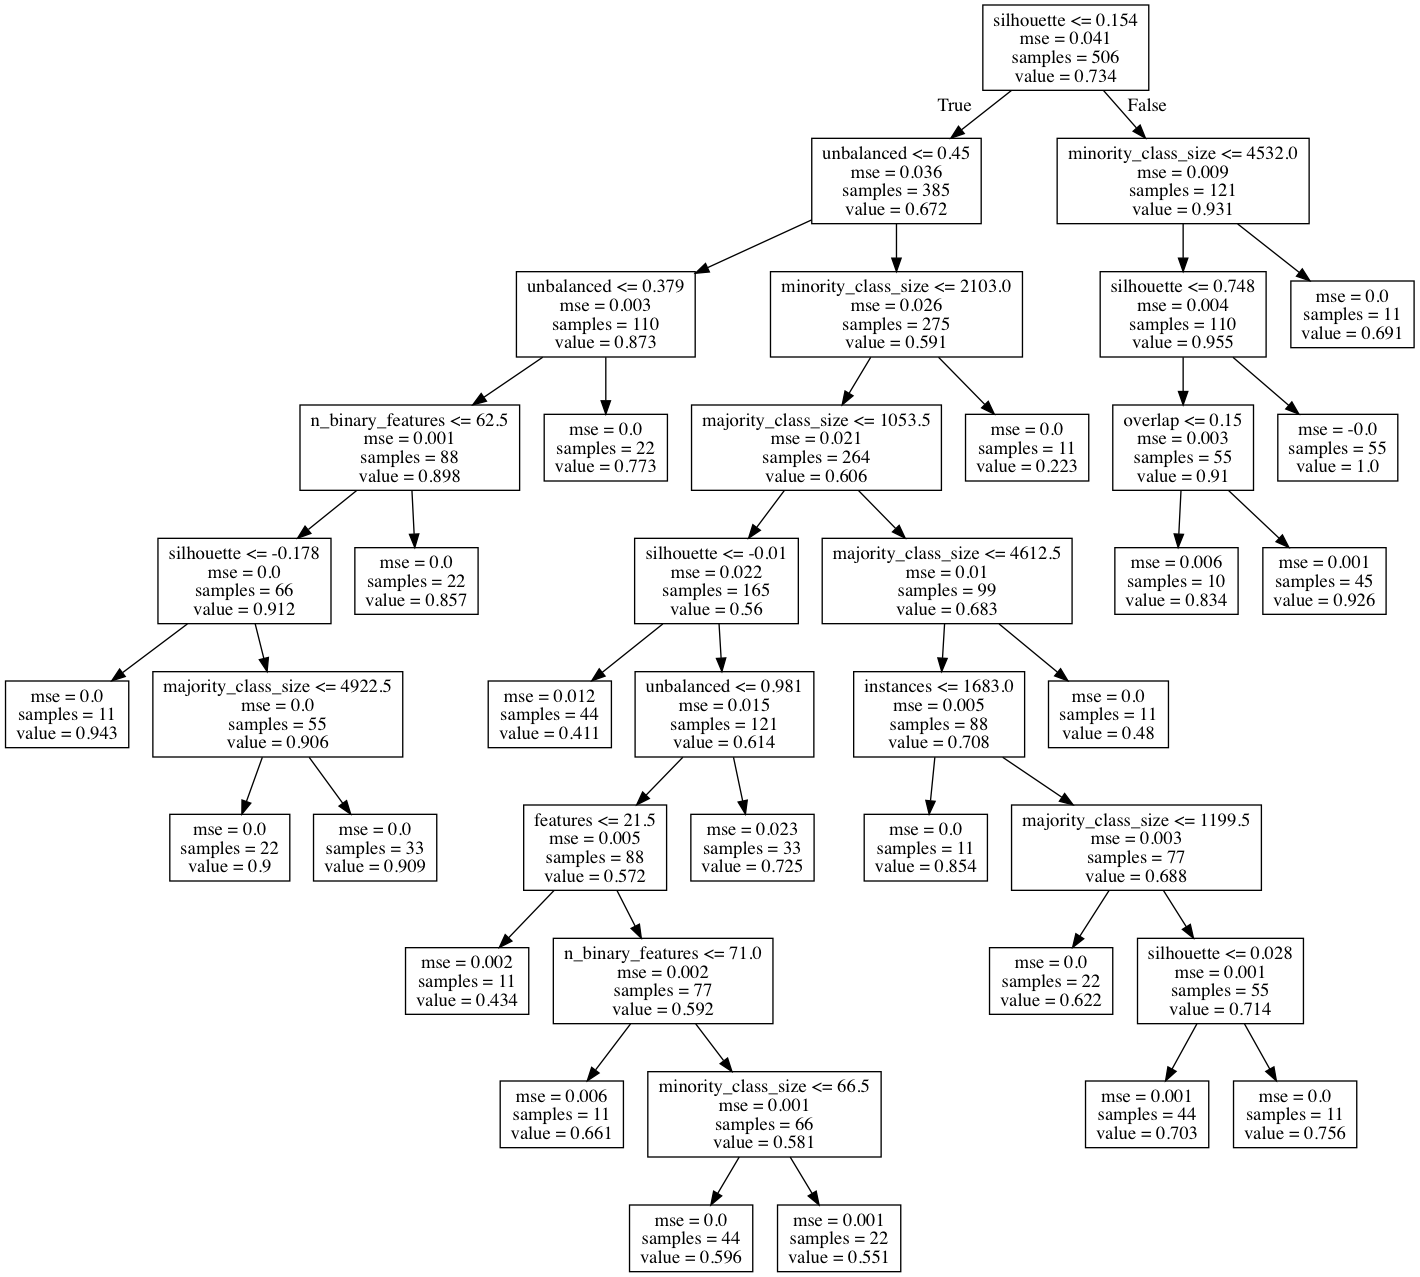 silhouette <= 0.154
mse = 0.041
samples = 506
value = 0.734
True
False
unbalanced <= 0.45
mse = 0.036
samples = 385
value = 0.672
minority_class_size <= 4532.0
mse = 0.009
samples = 121
value = 0.931
unbalanced <= 0.379
mse = 0.003
samples = 110
value = 0.873
minority_class_size <= 2103.0
mse = 0.026
samples = 275
value = 0.591
silhouette <= 0.748
mse = 0.004
samples = 110
value = 0.955
mse = 0.0
samples = 11
value = 0.691
n_binary_features <= 62.5
mse = 0.001
samples = 88
value = 0.898
mse = 0.0
samples = 22
value = 0.773
majority_class_size <= 1053.5
mse = 0.021
samples = 264
value = 0.606
mse = 0.0
samples = 11
value = 0.223
overlap <= 0.15
mse = 0.003
samples = 55
value = 0.91
mse = -0.0
samples = 55
value = 1.0
silhouette <= -0.178
mse = 0.0
samples = 66
value = 0.912
mse = 0.0
samples = 22
value = 0.857
silhouette <= -0.01
mse = 0.022
samples = 165
value = 0.56
majority_class_size <= 4612.5
mse = 0.01
samples = 99
value = 0.683
mse = 0.006
samples = 10
value = 0.834
mse = 0.001
samples = 45
value = 0.926
mse = 0.0
samples = 11
value = 0.943
majority_class_size <= 4922.5
mse = 0.0
samples = 55
value = 0.906
mse = 0.012
samples = 44
value = 0.411
unbalanced <= 0.981
mse = 0.015
samples = 121
value = 0.614
instances <= 1683.0
mse = 0.005
samples = 88
value = 0.708
mse = 0.0
samples = 11
value = 0.48
mse = 0.0
samples = 22
value = 0.9
mse = 0.0
samples = 33
value = 0.909
features <= 21.5
mse = 0.005
samples = 88
value = 0.572
mse = 0.023
samples = 33
value = 0.725
mse = 0.0
samples = 11
value = 0.854
majority_class_size <= 1199.5
mse = 0.003
samples = 77
value = 0.688
mse = 0.002
samples = 11
value = 0.434
n_binary_features <= 71.0
mse = 0.002
samples = 77
value = 0.592
mse = 0.0
samples = 22
value = 0.622
silhouette <= 0.028
mse = 0.001
samples = 55
value = 0.714
mse = 0.006
samples = 11
value = 0.661
minority_class_size <= 66.5
mse = 0.001
samples = 66
value = 0.581
mse = 0.001
samples = 44
value = 0.703
mse = 0.0
samples = 11
value = 0.756
mse = 0.0
samples = 44
value = 0.596
mse = 0.001
samples = 22
value = 0.551